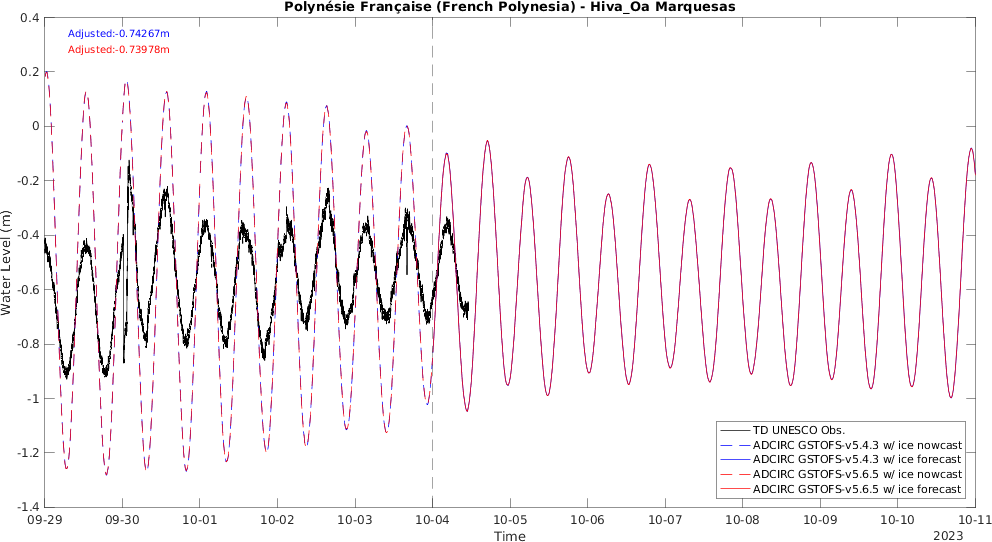 Polynésie Française (French Polynesia) - Hiva_Oa Marquesas
Adjusted:-0.74267m
Adjusted:-0.73978m
0.4
0.2
0
-0.2
-0.4
-0.6
-0.8
-1
-1.2
-1.4
Water Level (m)
TD UNESCO Obs.
ADCIRC GSTOFS-v5.4.3 w/ ice nowcast
ADCIRC GSTOFS-v5.4.3 w/ ice forecast
ADCIRC GSTOFS-v5.6.5 w/ ice nowcast
ADCIRC GSTOFS-v5.6.5 w/ ice forecast
09-29 09-30 10-01 10-02 10-03 10-04 10-05 10-06 10-07 10-08 10-09 10-10 10-11
Time
2023